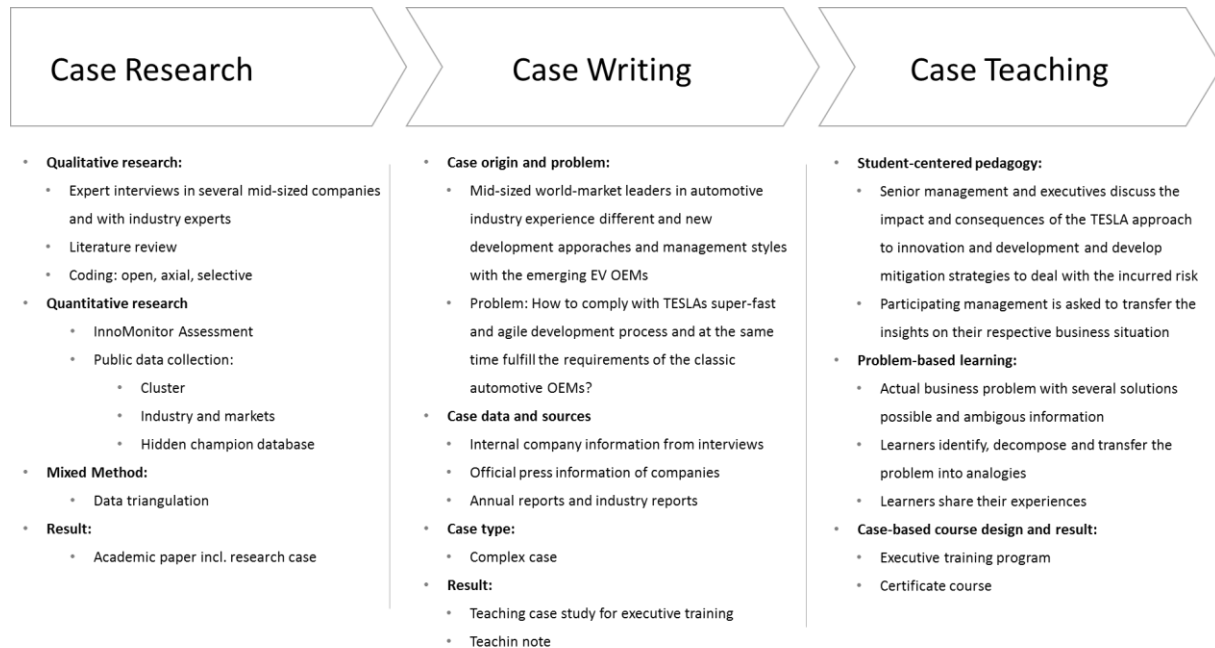 Case Research
Case Writing
Case Teaching
• Qualitative research:
• Expert interviews in several mid-sized companies
and with industry experts
• Literature review
• Coding: open, axial, selective
• Quantitative research
• InnoMonitor Assessment
• Public data collection:
• Cluster
• Industry and markets
• Hidden champion database
• Mixed Method:
• Data triangulation
• Result:
• Academic paper incl. research case
• Case origin and problem:
• Mid-sized world-market leaders in automotive
industry experience different and new
development apporaches and management styles
with the emerging EV OEMs
• Problem: How to comply with TESLAs super-fast
and agile development process and at the same
time fulfill the requirements of the classic
automotive OEMs?
• Case data and sources
• Internal company information from interviews
• Official press information of companies
• Annual reports and industry reports
• Case type:
• Complex case
• Result:
• Teaching case study for executive training
• Teachin note
• Student-centered pedagogy:
• Senior management and executives discuss the
impact and consequences of the TESLA approach
to innovation and development and develop
mitigation strategies to deal with the incurred risk
• Participating management is asked to transfer the
insights on their respective business situation
• Problem-based learning:
• Actual business problem with several solutions
possible and ambigous information
• Learners identify, decompose and transfer the
problem into analogies
• Learners share their experiences
• Case-based course design and result:
• Executive training program
• Certificate course